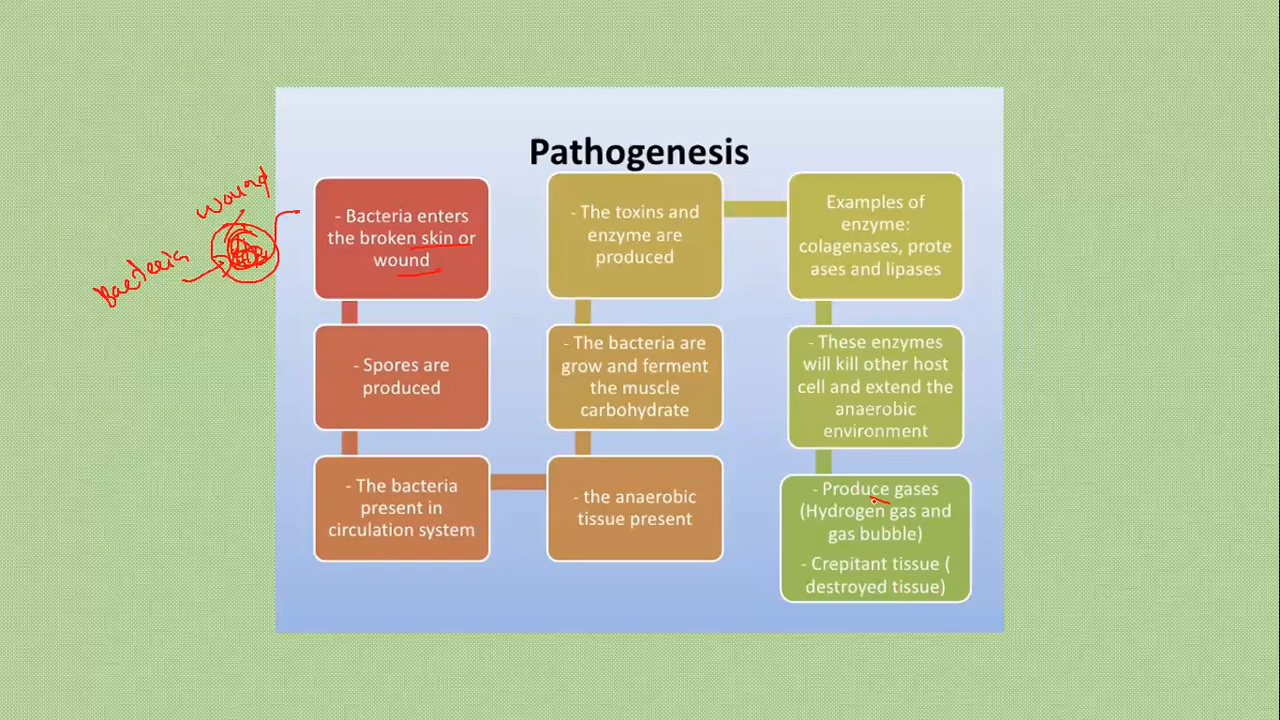 Pathogenesis
wound
Bacteria
- Bacteria enters
the broken skin or
wound
- Spores are
produced
- The bacteria
present in
circulation system
- the anaerobic
tissue present
- The bacteria are
grow and ferment
the muscle
carbohydrate
- The toxins and
enzyme are
produced
Examples of
enzyme:
colagenases, prote
ases and lipases
- These enzymes
will kill other host
cell and extend the
anaerobic
environment
- Produce gases
(Hydrogen gas and
gas bubble)
- Crepitant tissue (
destroyed tissue)